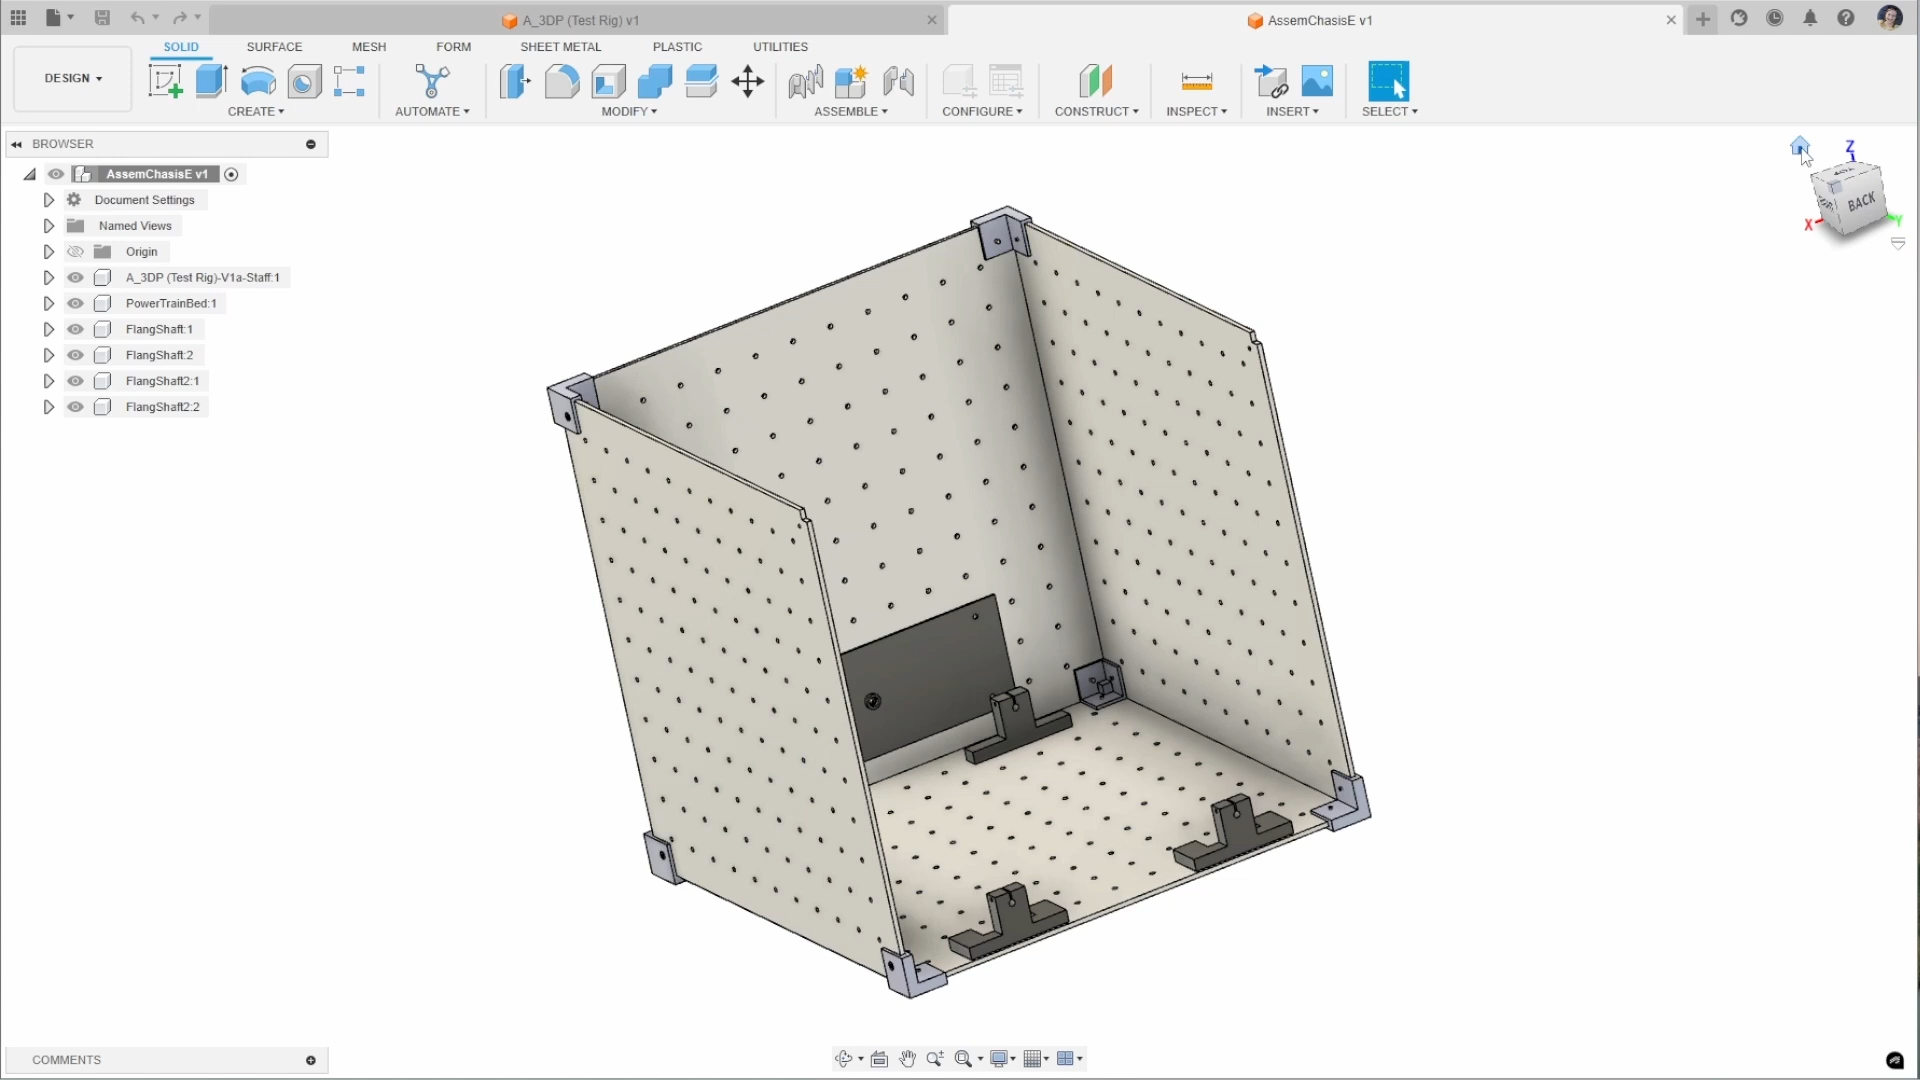 A_3DP (Test Rig) v1
AssemChasisE v1
DESIGN
SOLID
SURFACE
MESH
FORM
SHEET METAL
PLASTIC
UTILITIES
CREATE
AUTOMATE
MODIFY
ASSEMBLE
CONFIGURE
CONSTRUCT
INSPECT
INSERT
SELECT
BROWSER
AssemChasisE v1
Document Settings
Named Views
Origin
A_3DP (Test Rig)-V1a-Staff:1
PowerTrainBed:1
FlangShaft:1
FlangShaft:2
FlangShaft2:1
FlangShaft2:2
Z
BACK
X
Y
COMMENTS